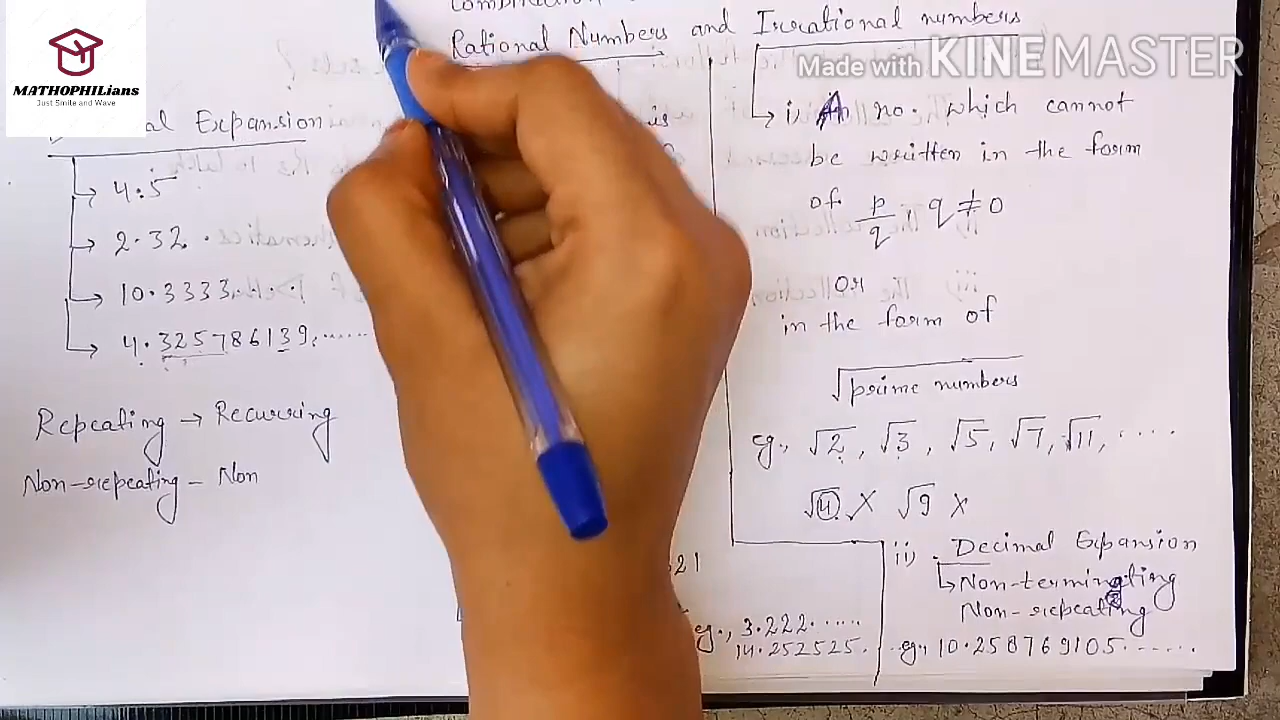 Rational Numbers and Irrational numbers
Made with KINEMASTER
MATHOPHILians
Just Smile and Wave
Expansion
4.5
2.32
10.3333...
4.325786139.......
Repeating → Recurring
Non-repeating - Non
is
i) A no. which cannot
be written in the form
of p/q, q ≠ 0
OR
in the form of
√prime numbers
eg., √2, √3, √5, √7, √11, ....
√4 X √9 X
ii) Decimal Expansion
Non-terminating
Non-repeating
eg., 10.258769105......
21
eg., 3.222......
14.252525.